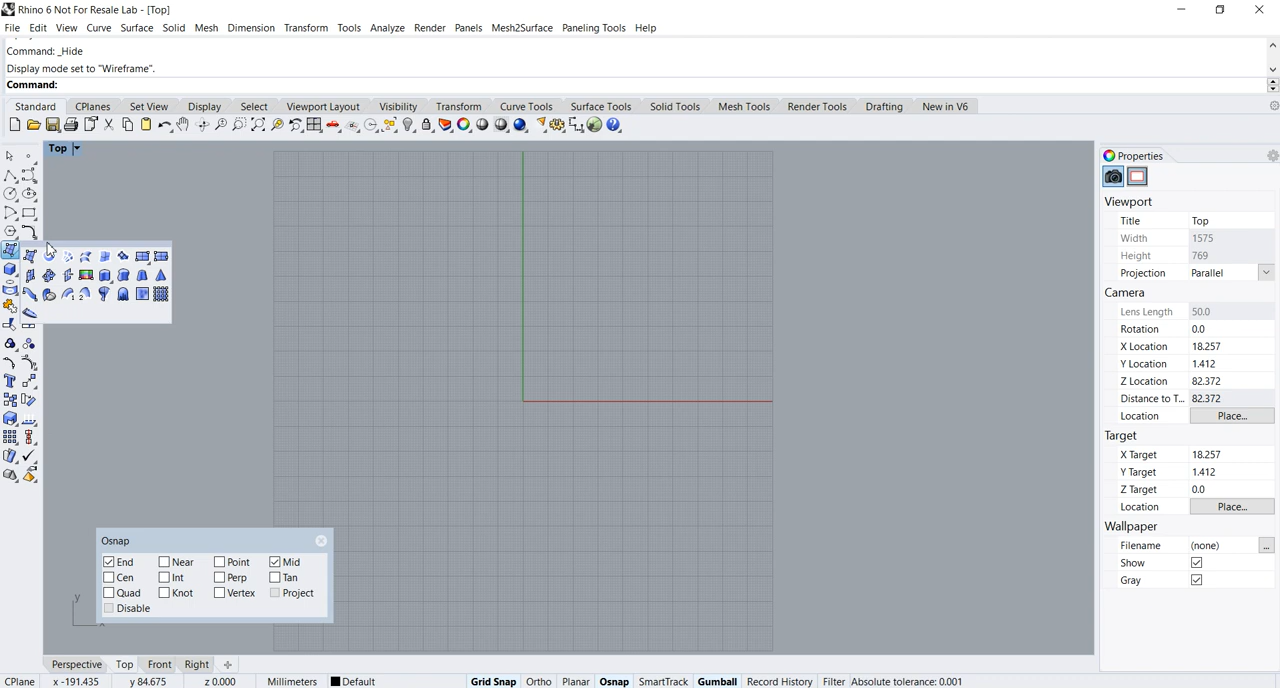 Rhino 6 Not For Resale Lab - [Top]
File Edit View Curve Surface Solid Mesh Dimension Transform Tools Analyze Render Panels Mesh2Surface Paneling Tools Help
Command: _Hide
Display mode set to "Wireframe".
Command:
Standard CPlanes Set View Display Select Viewport Layout Visibility Transform Curve Tools Surface Tools Solid Tools Mesh Tools Render Tools Drafting New in V6
Top
Properties
Viewport
Title Top
Width 1575
Height 769
Projection Parallel
Camera
Lens Length 50.0
Rotation 0.0
X Location 18.257
Y Location 1.412
Z Location 82.372
Distance to T... 82.372
Location Place...
Target
X Target 18.257
Y Target 1.412
Z Target 0.0
Location Place...
Wallpaper
Filename (none) ...
Show
Gray
Osnap
End Near Point Mid
Cen Int Perp Tan
Quad Knot Vertex Project
Disable
y
x
Perspective Top Front Right
CPlane x -191.435 y 84.675 z 0.000 Millimeters Default Grid Snap Ortho Planar Osnap SmartTrack Gumball Record History Filter Absolute tolerance: 0.001